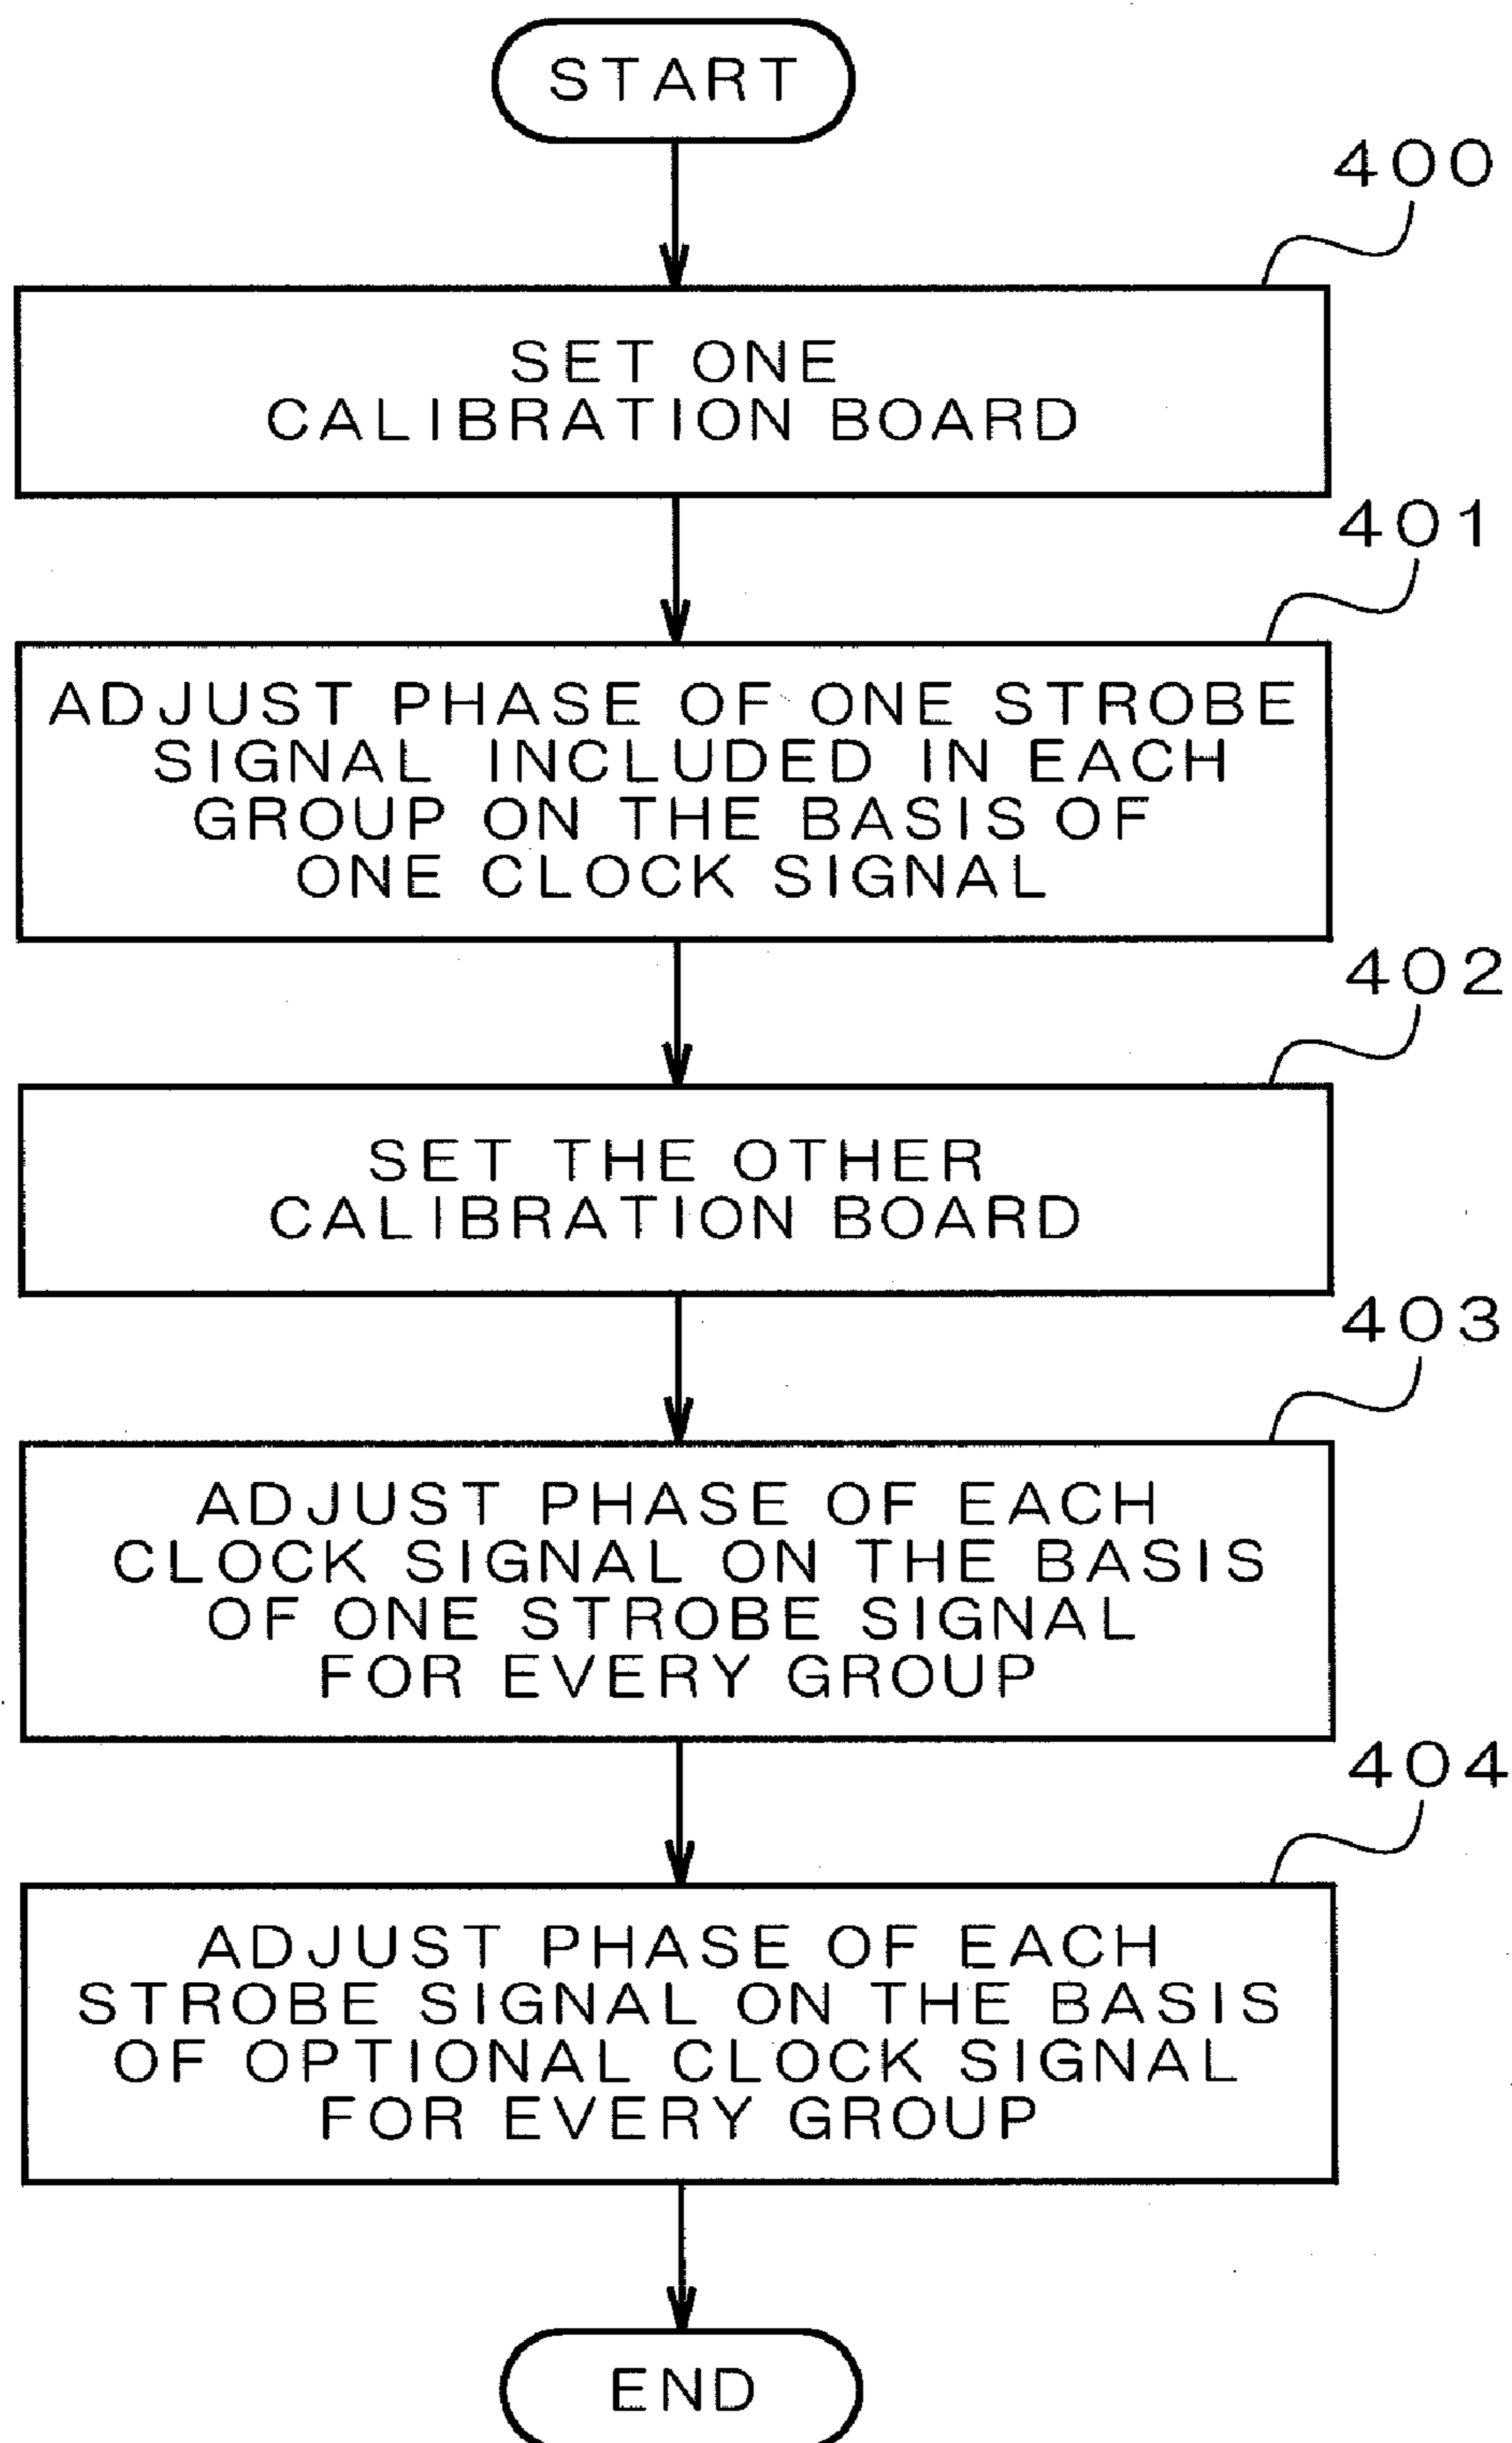 START
400
SET ONE
CALIBRATION BOARD
401
ADJUST PHASE OF ONE STROBE
SIGNAL INCLUDED IN EACH
GROUP ON THE BASIS OF
ONE CLOCK SIGNAL
402
SET THE OTHER
CALIBRATION BOARD
403
ADJUST PHASE OF EACH
CLOCK SIGNAL ON THE BASIS
OF ONE STROBE SIGNAL
FOR EVERY GROUP
404
ADJUST PHASE OF EACH
STROBE SIGNAL ON THE BASIS
OF OPTIONAL CLOCK SIGNAL
FOR EVERY GROUP
END